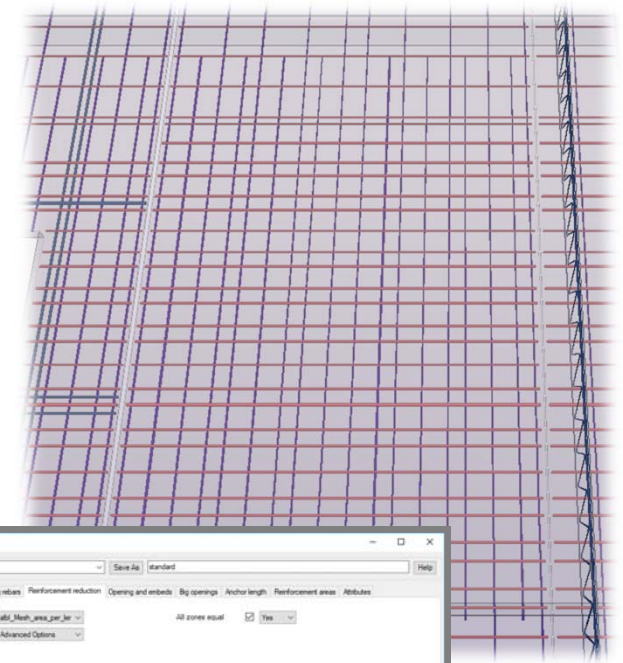 Save As standard Help
rebars Reinforcement reduction Opening and embeds Big openings Anchor length Reinforcement areas Attributes
All zones equal Yes
Advanced Options